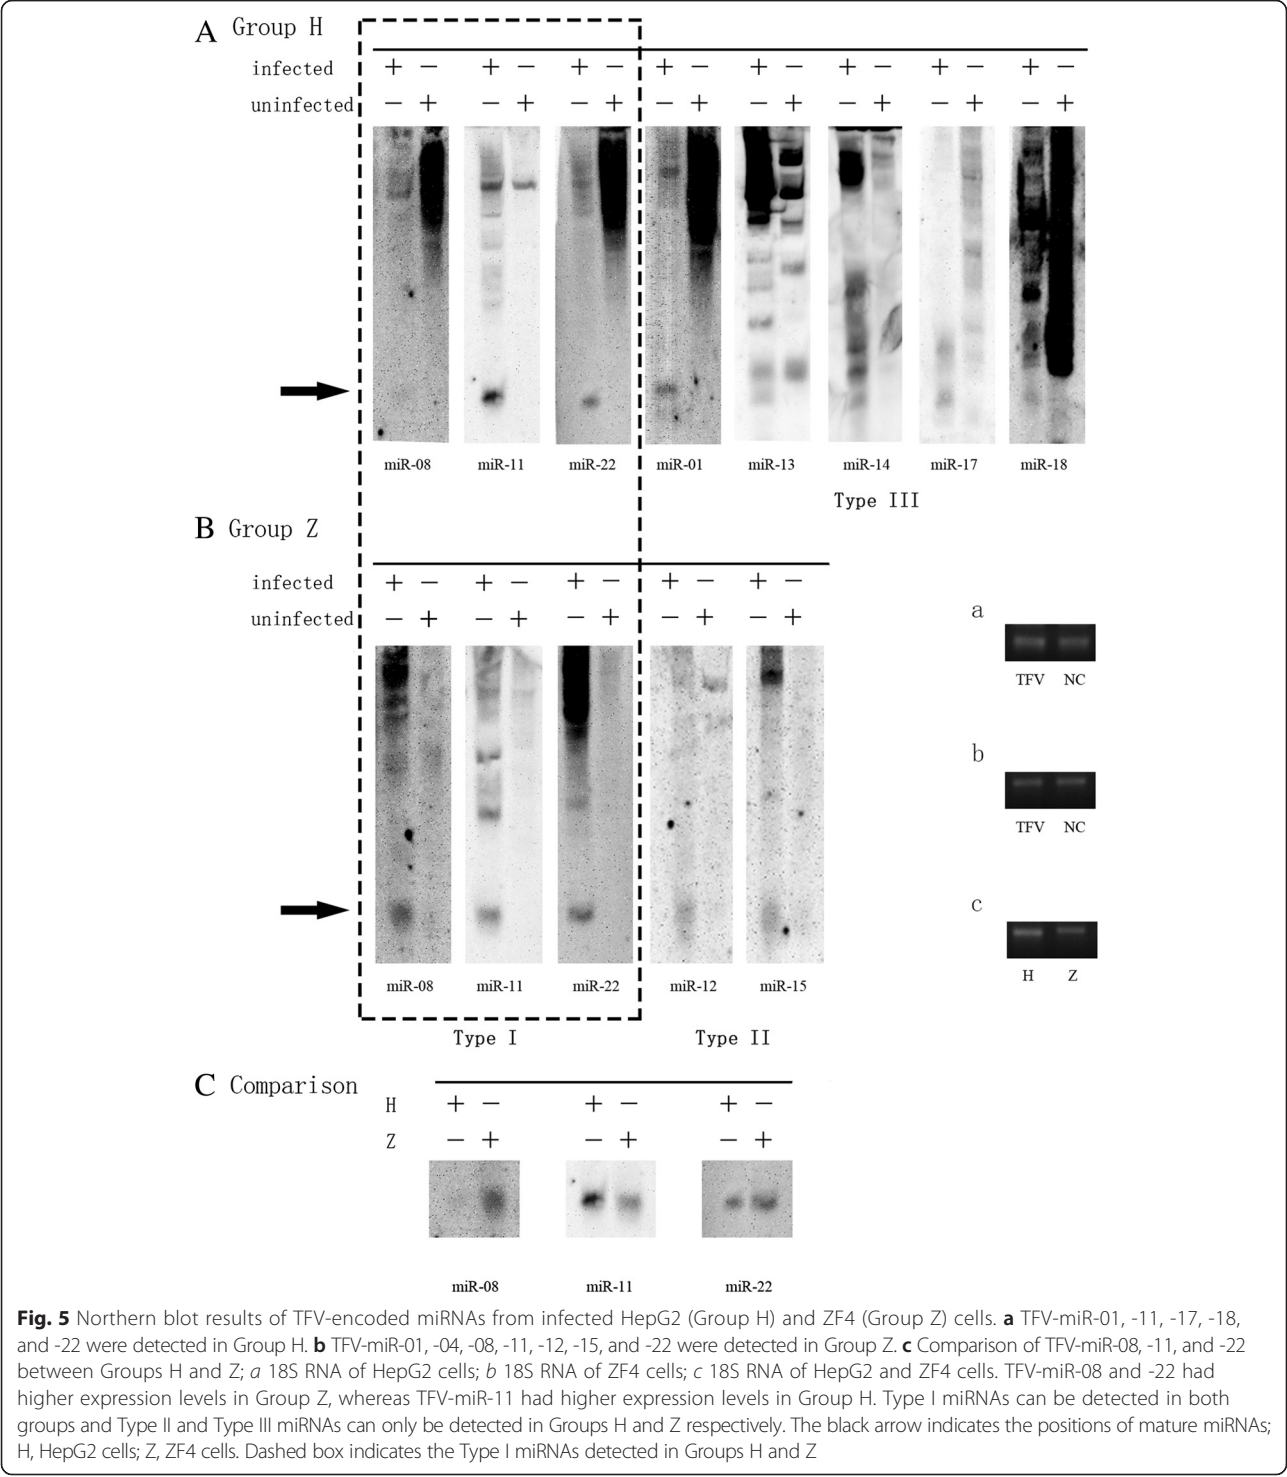 A Group H
infected + − + − + − + − + − + − + − + −
uninfected − + − + − + − + − + − + − + − +
miR-08 miR-11 miR-22 miR-01 miR-13 miR-14 miR-17 miR-18
Type III
B Group Z
infected + − + − + − + − + −
uninfected − + − + − + − + − +
a
TFV NC
b
TFV NC
c
H Z
miR-08 miR-11 miR-22 miR-12 miR-15
Type I Type II
C Comparison
H + − + − + −
Z − + − + − +
miR-08 miR-11 miR-22
Fig. 5 Northern blot results of TFV-encoded miRNAs from infected HepG2 (Group H) and ZF4 (Group Z) cells. a TFV-miR-01, -11, -17, -18,
and -22 were detected in Group H. b TFV-miR-01, -04, -08, -11, -12, -15, and -22 were detected in Group Z. c Comparison of TFV-miR-08, -11, and -22
between Groups H and Z; a 18S RNA of HepG2 cells; b 18S RNA of ZF4 cells; c 18S RNA of HepG2 and ZF4 cells. TFV-miR-08 and -22 had
higher expression levels in Group Z, whereas TFV-miR-11 had higher expression levels in Group H. Type I miRNAs can be detected in both
groups and Type II and Type III miRNAs can only be detected in Groups H and Z respectively. The black arrow indicates the positions of mature miRNAs;
H, HepG2 cells; Z, ZF4 cells. Dashed box indicates the Type I miRNAs detected in Groups H and Z